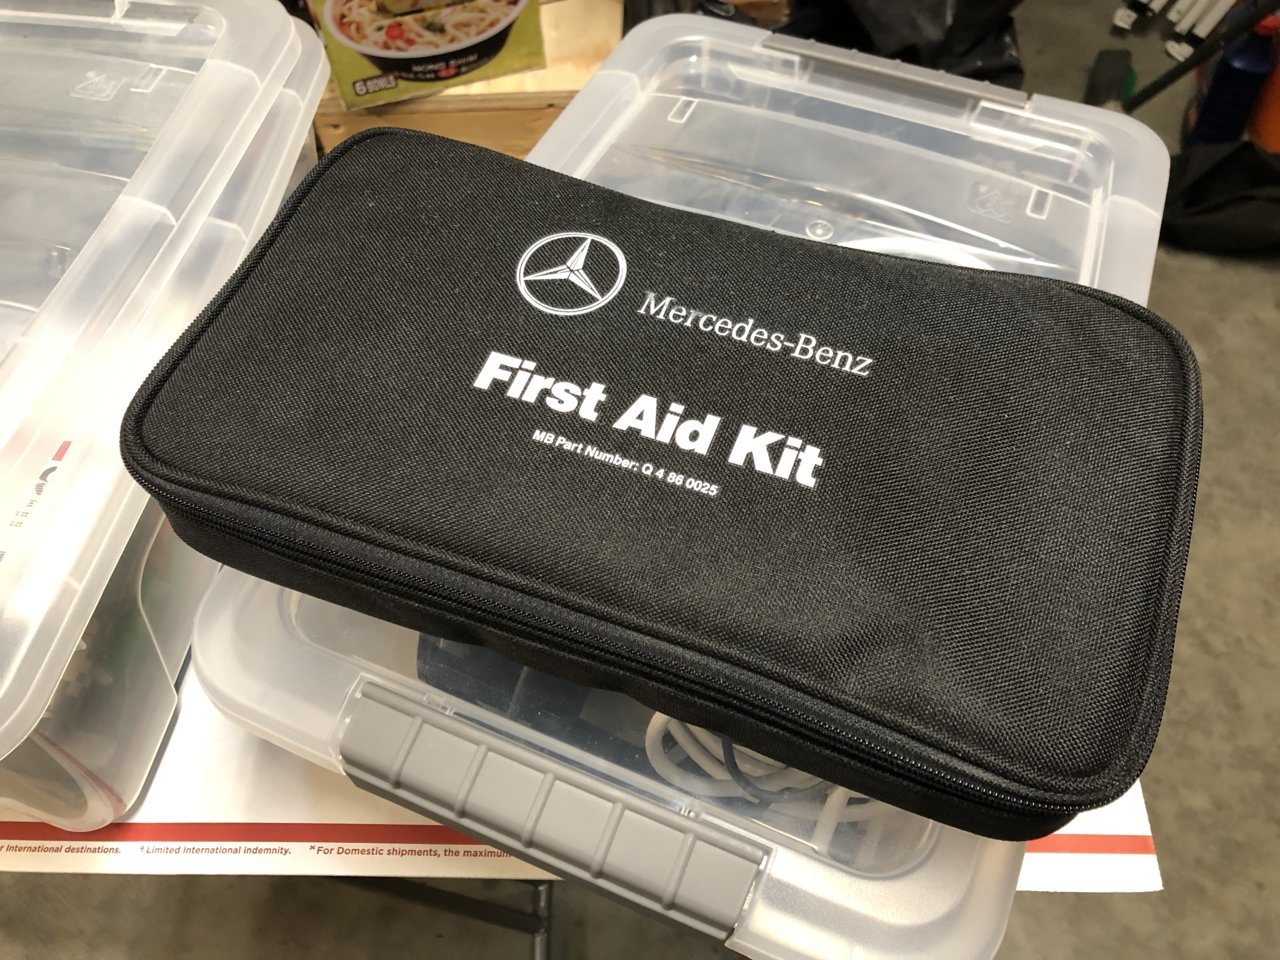 6 BOWLS
Mercedes-Benz
First Aid Kit
MB Part Number: Q 4 86 0025
r International destinations. † Limited International indemnity. *For Domestic shipments, the maximum